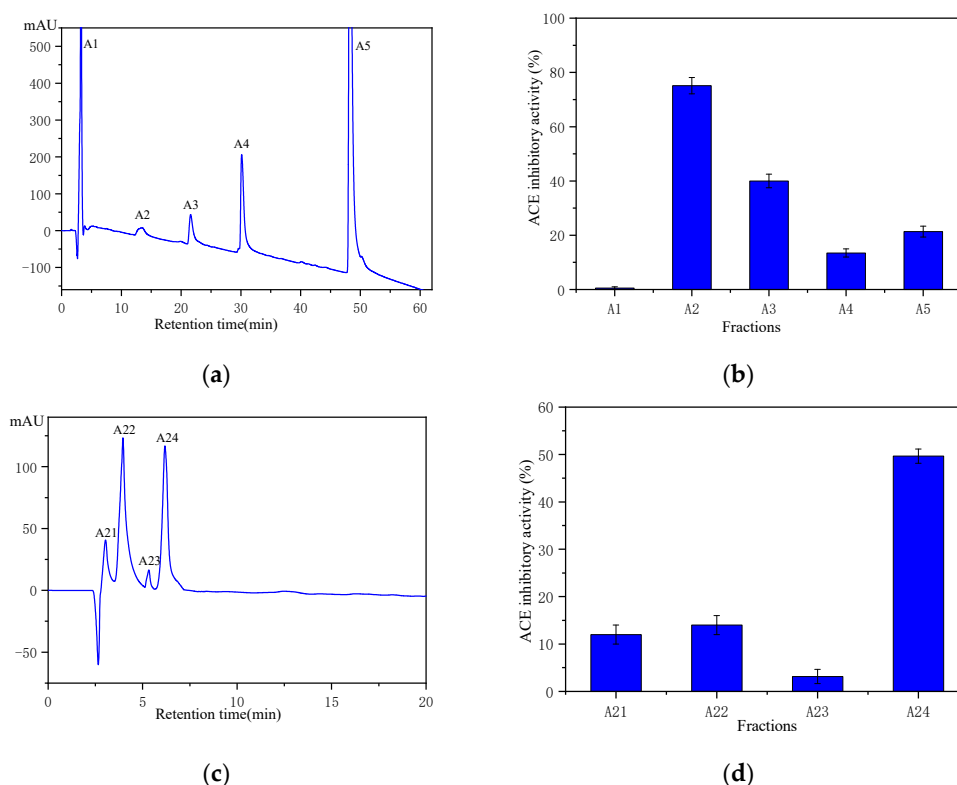 mAU
500
400
300
200
100
0
-100
A1
A2
A3
A4
A5
0 10 20 30 40 50 60
Retention time(min)
(a)
ACE inhibitory activity (%)
100
80
60
40
20
0
A1 A2 A3 A4 A5
Fractions
(b)
mAU
100
50
0
-50
A21
A22
A23
A24
0 5 10 15 20
Retention time(min)
(c)
ACE inhibitory activity (%)
60
50
40
30
20
10
0
A21 A22 A23 A24
Fractions
(d)